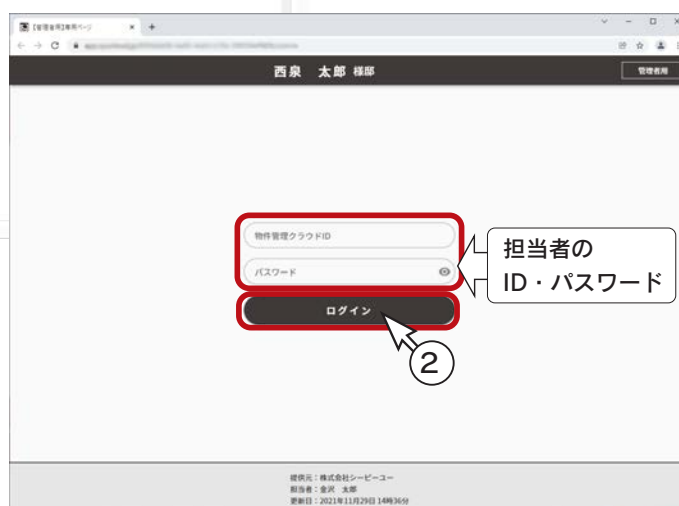 【管理者用】専用ページ
西泉 太郎 様邸
管理者用
物件管理クラウドID
パスワード
担当者の
ID・パスワード
ログイン
2
提供元：株式会社シーピーユー
担当者：金沢 太郎
更新日：2021年11月29日 14時36分